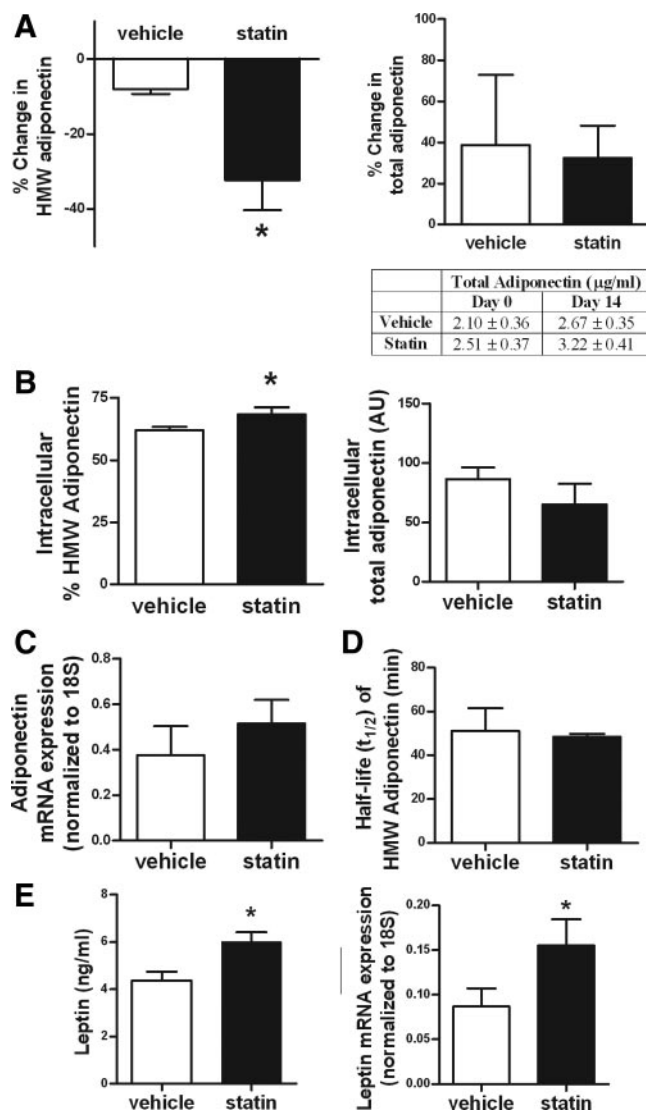 A
vehicle statin
% Change in
HMW adiponectin
0
-20
-40
*
% Change in
total adiponectin
100
80
60
40
20
0
vehicle statin
Total Adiponectin (μg/ml)
Day 0 Day 14
Vehicle 2.10 ± 0.36 2.67 ± 0.35
Statin 2.51 ± 0.37 3.22 ± 0.41
B
Intracellular
% HMW Adiponectin
75
50
25
0
*
vehicle statin
Intracellular
total adiponectin (AU)
150
100
50
0
vehicle statin
C
Adiponectin
mRNA expression
(normalized to 18S)
0.8
0.6
0.4
0.2
0.0
vehicle statin
D
Half-life (t1/2) of
HMW Adiponectin (min)
80
60
40
20
0
vehicle statin
E
Leptin (ng/ml)
8
6
4
2
0
*
vehicle statin
Leptin mRNA expression
(normalized to 18S)
0.20
0.15
0.10
0.05
0.00
*
vehicle statin